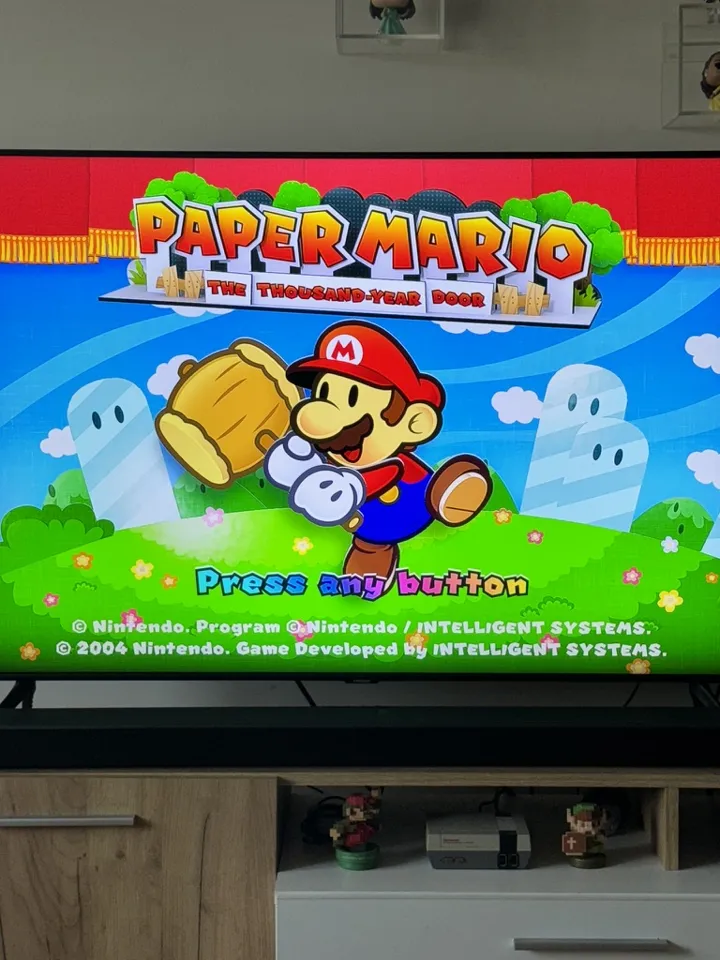 PAPER MARIO
THE THOUSAND-YEAR DOOR
M
Press any button
© Nintendo. Program © Nintendo / INTELLIGENT SYSTEMS.
© 2004 Nintendo. Game Developed by INTELLIGENT SYSTEMS.